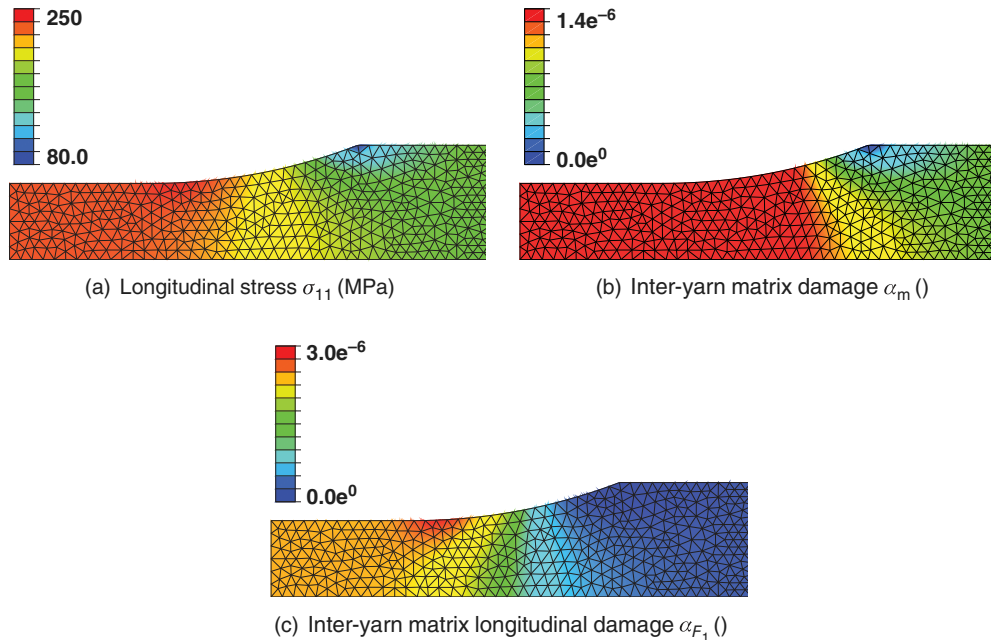 250
80.0
1.4e⁻⁶
0.0e⁰
(a) Longitudinal stress σ₁₁ (MPa)
(b) Inter-yarn matrix damage αₘ ()
3.0e⁻⁶
0.0e⁰
(c) Inter-yarn matrix longitudinal damage α_F₁ ()